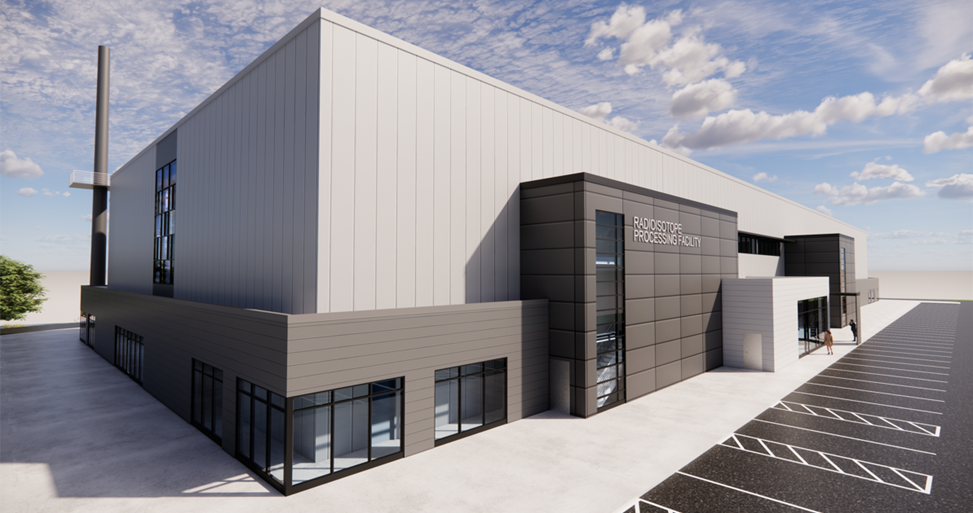 RADIOISOTOPE
PROCESSING FACILITY